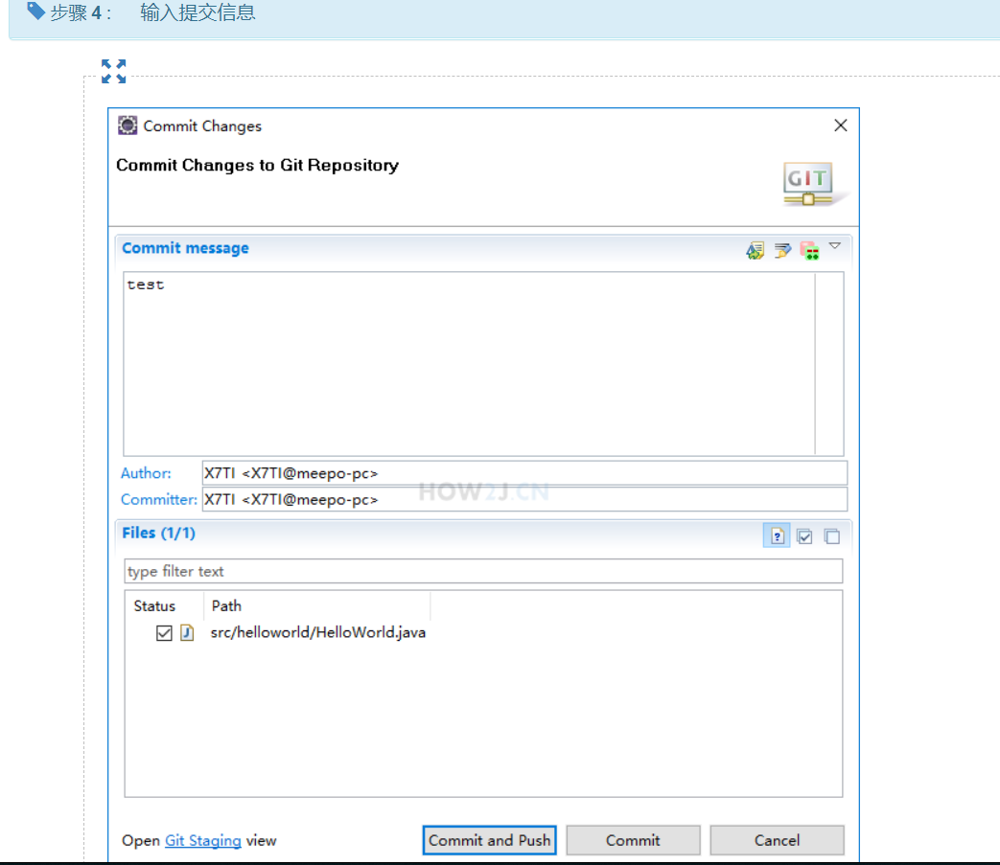 步骤 4 : 输入提交信息
Commit Changes
Commit Changes to Git Repository
GIT
Commit message
test
Author: X7TI <X7TI@meepo-pc>
HOW2J.CN
Committer: X7TI <X7TI@meepo-pc>
Files (1/1)
type filter text
Status Path
src/helloworld/HelloWorld.java
Open Git Staging view Commit and Push Commit Cancel